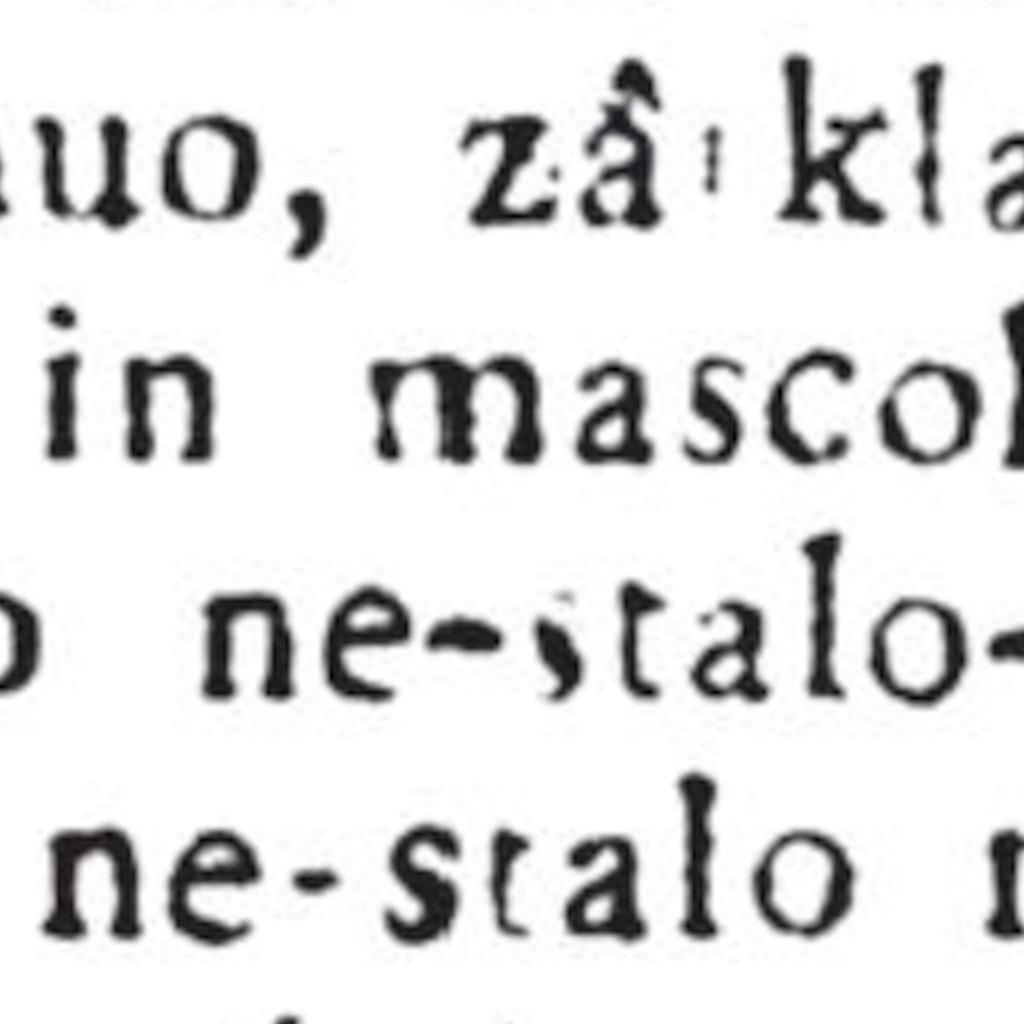 uo, zâ kla
in mascol
o ne-stalo-
ne-stalo